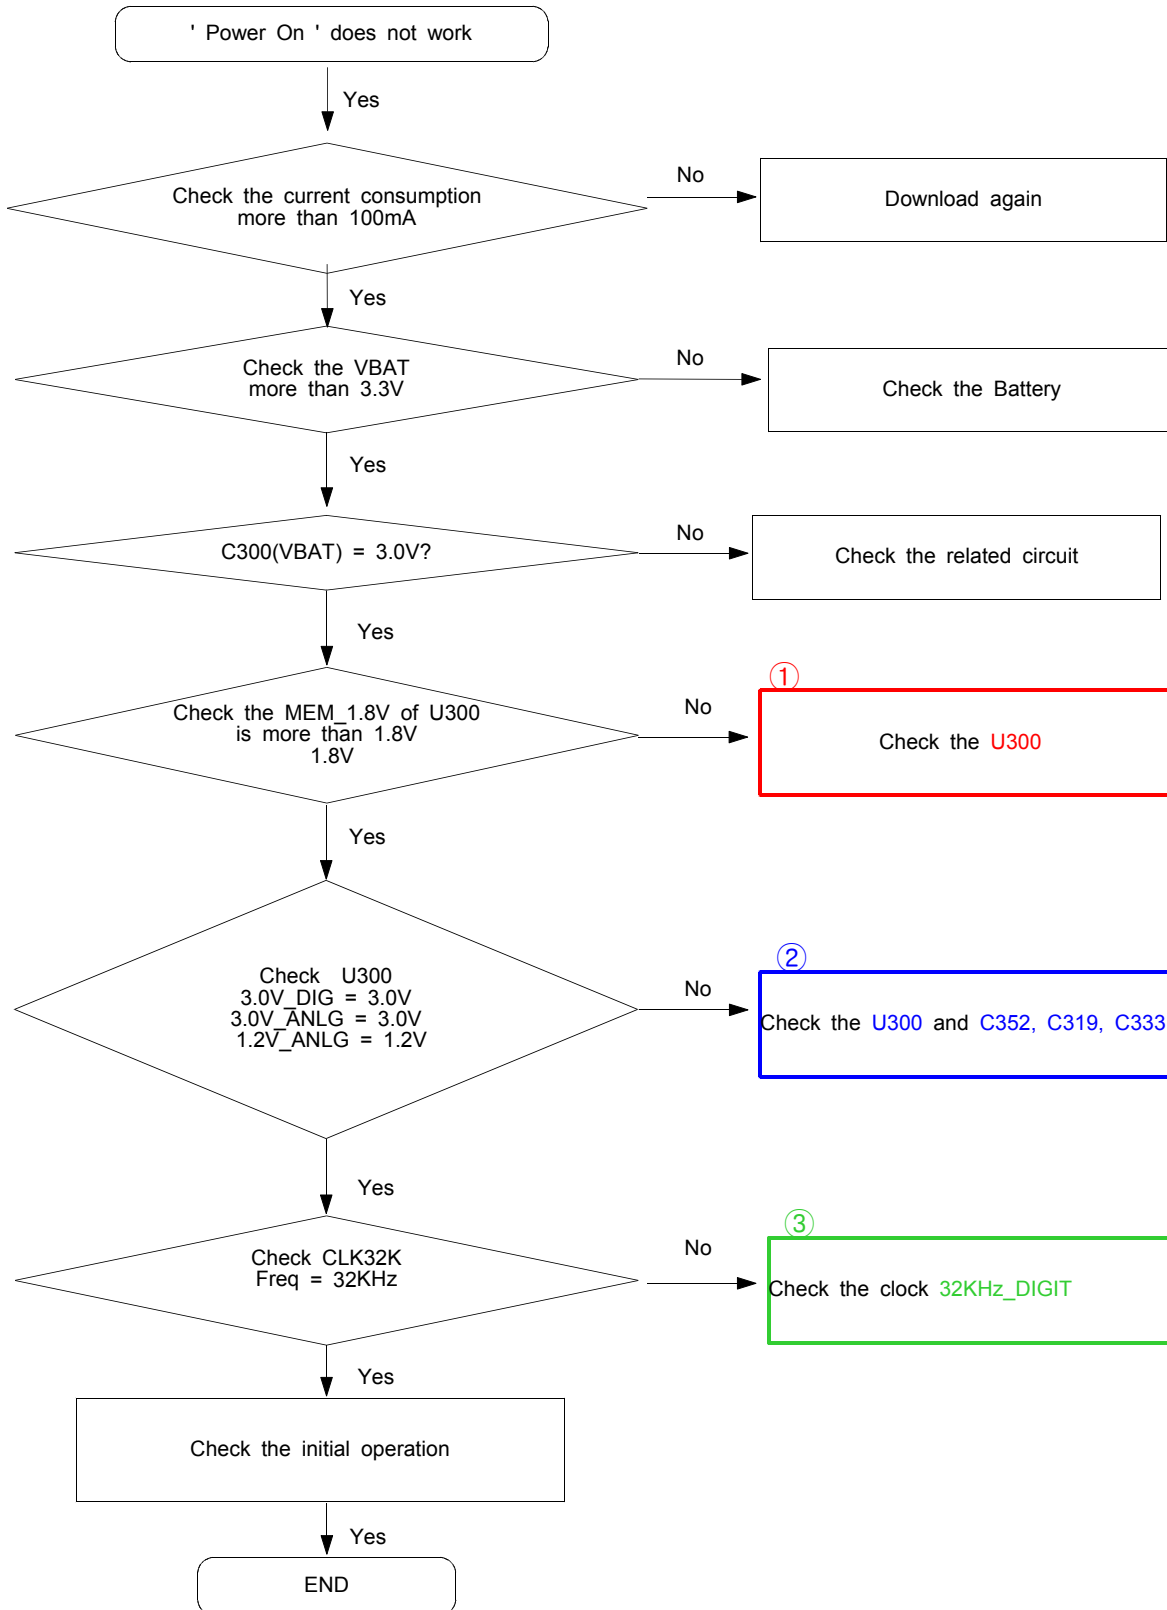 ' Power On ' does not work
Yes
Check the current consumption
more than 100mA
No
Download again
Yes
Check the VBAT
more than 3.3V
No
Check the Battery
Yes
C300(VBAT) = 3.0V?
No
Check the related circuit
Yes
Check the MEM_1.8V of U300
is more than 1.8V
1.8V
No
①
Check the U300
Yes
Check U300
3.0V_DIG = 3.0V
3.0V_ANLG = 3.0V
1.2V_ANLG = 1.2V
No
②
Check the U300 and C352, C319, C333
Yes
Check CLK32K
Freq = 32KHz
No
③
Check the clock 32KHz_DIGIT
Yes
Check the initial operation
Yes
END